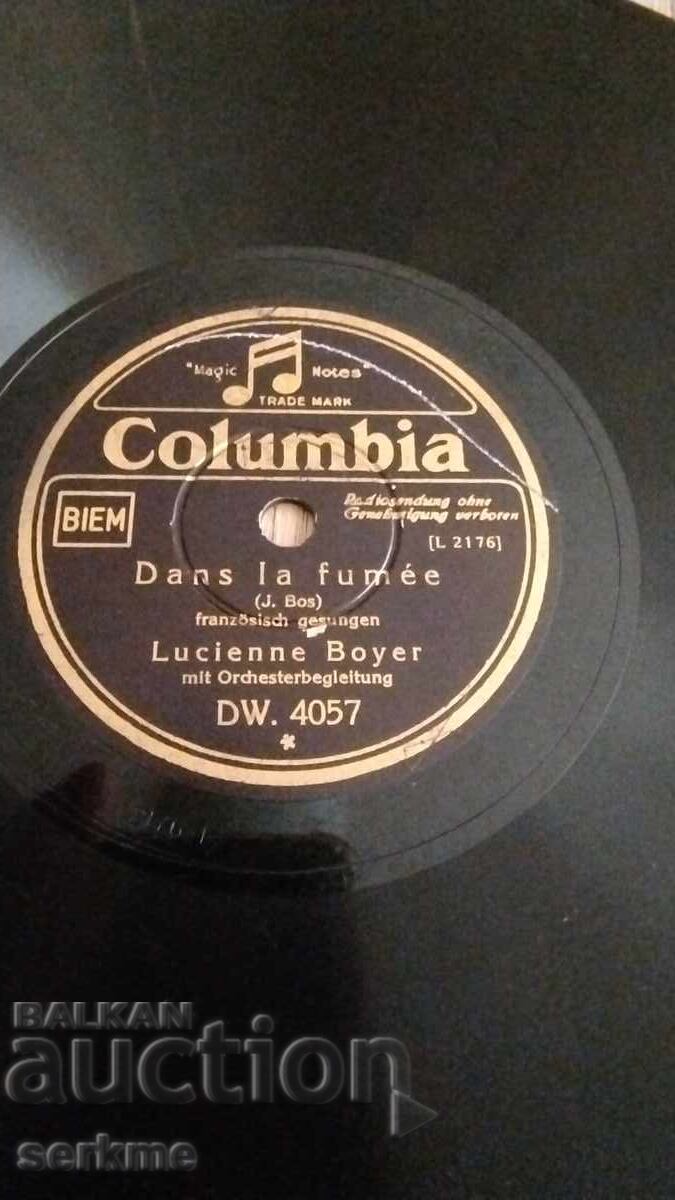 "Magic Notes"
TRADE MARK
Columbia
BIEM
Radiosendung ohne
Genehmigung verboten
[L 2176]
Dans la fumée
(J. Bos)
französisch gesungen
Lucienne Boyer
mit Orchesterbegleitung
DW. 4057
*
BALKAN
auction
serkme